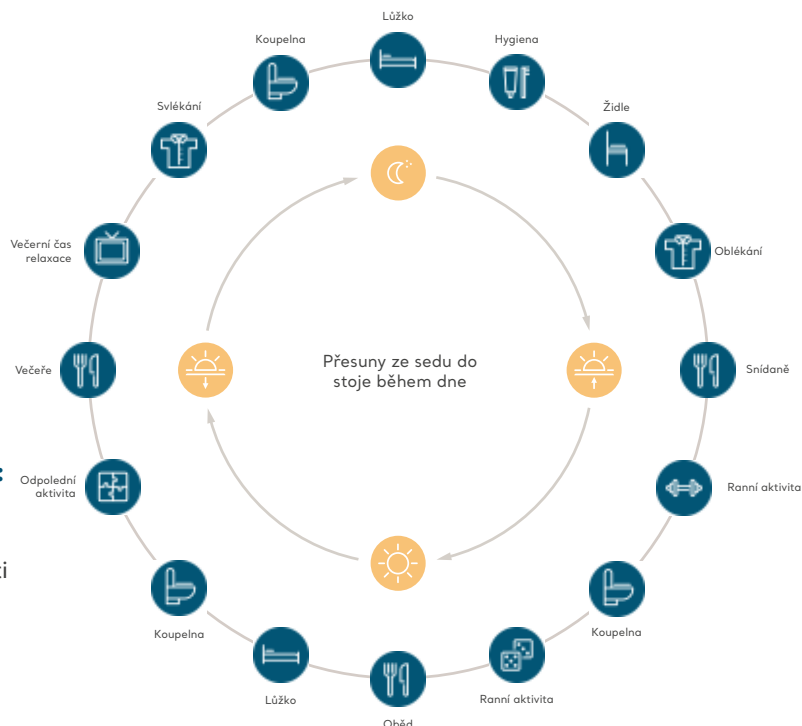 Lůžko
Hygiena
Židle
Oblékání
Snídaně
Ranní aktivita
Koupelna
Ranní aktivita
Oběd
Lůžko
Koupelna
Odpolední
aktivita
Večeře
Večerní čas
relaxace
Svlékání
Koupelna
Přesuny ze sedu do
stoje během dne
: